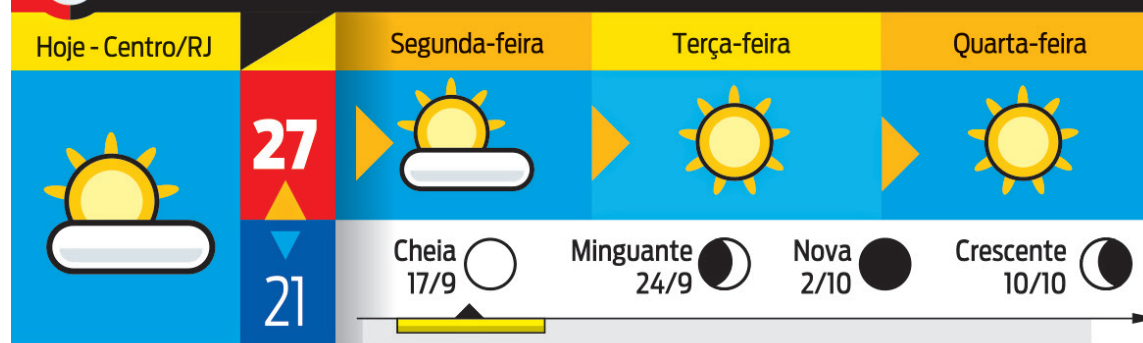 Hoje - Centro/RJ
27
21
Segunda-feira
Terça-feira
Quarta-feira
Cheia
17/9
Minguante
24/9
Nova
2/10
Crescente
10/10